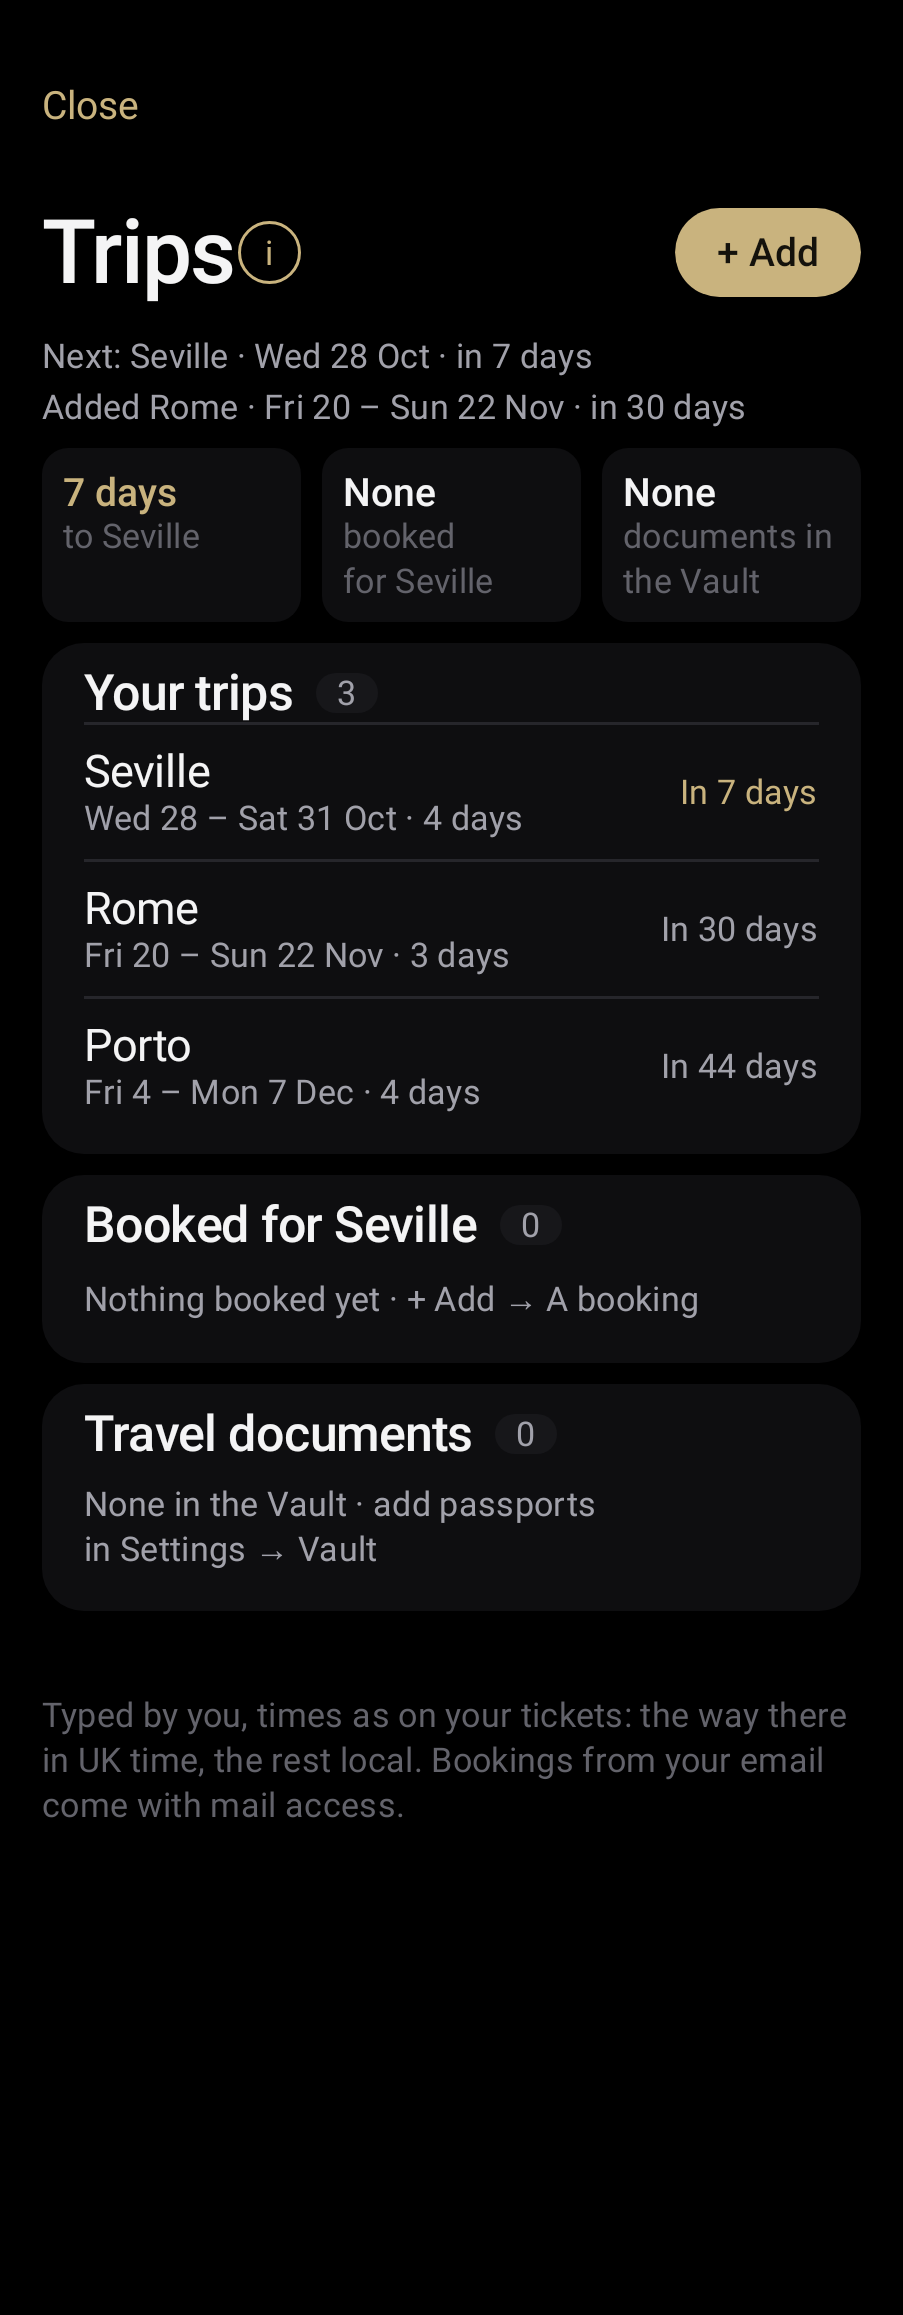 Close
Trips i
+ Add
Next: Seville · Wed 28 Oct · in 7 days
Added Rome · Fri 20 – Sun 22 Nov · in 30 days
7 days
to Seville
None
booked
for Seville
None
documents in
the Vault
Your trips 3
Seville
Wed 28 – Sat 31 Oct · 4 days
In 7 days
Rome
Fri 20 – Sun 22 Nov · 3 days
In 30 days
Porto
Fri 4 – Mon 7 Dec · 4 days
In 44 days
Booked for Seville 0
Nothing booked yet · + Add → A booking
Travel documents 0
None in the Vault · add passports
in Settings → Vault
Typed by you, times as on your tickets: the way there
in UK time, the rest local. Bookings from your email
come with mail access.